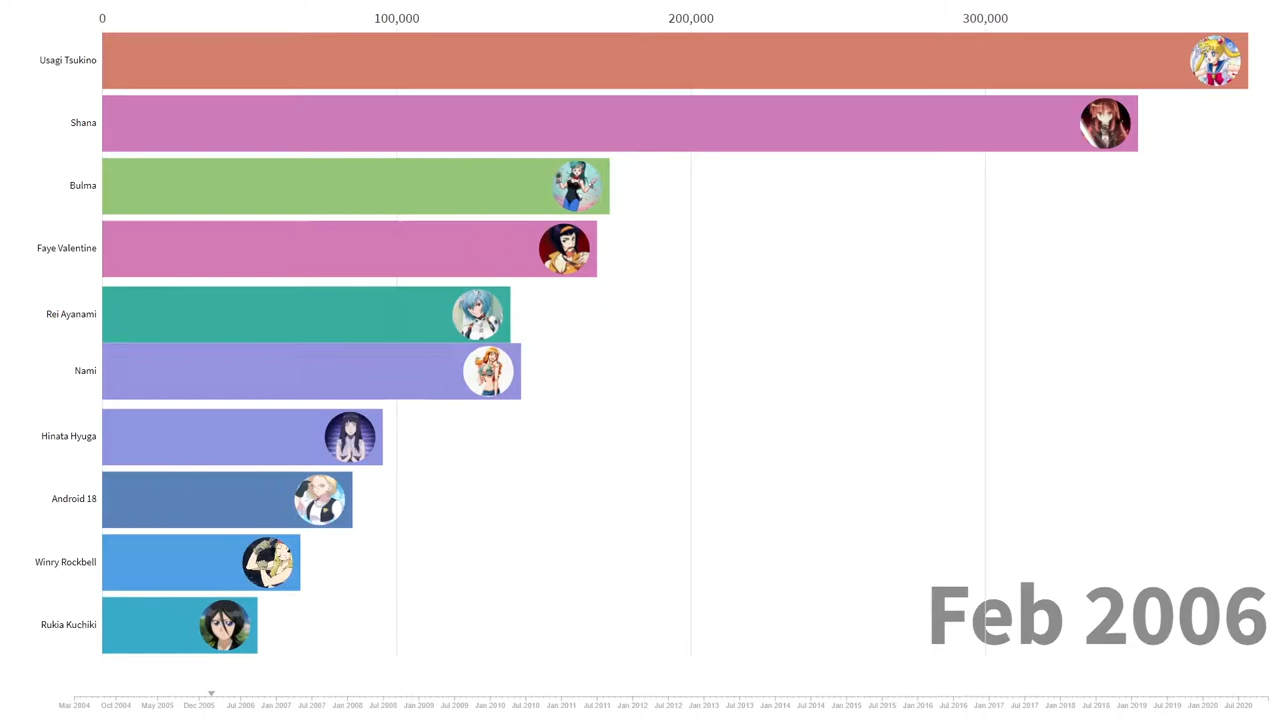 0 100,000 200,000 300,000
Usagi Tsukino
Shana
Bulma
Faye Valentine
Rei Ayanami
Nami
Hinata Hyuga
Android 18
Winry Rockbell
Rukia Kuchiki
Feb 2006
Mar 2004 Oct 2004 May 2005 Dec 2005 Jul 2006 Jan 2007 Jul 2007 Jan 2008 Jul 2008 Jan 2009 Jul 2009 Jan 2010 Jul 2010 Jan 2011 Jul 2011 Jan 2012 Jul 2012 Jan 2013 Jul 2013 Jan 2014 Jul 2014 Jan 2015 Jul 2015 Jan 2016 Jul 2016 Jan 2017 Jul 2017 Jan 2018 Jul 2018 Jan 2019 Jul 2019 Jan 2020 Jul 2020